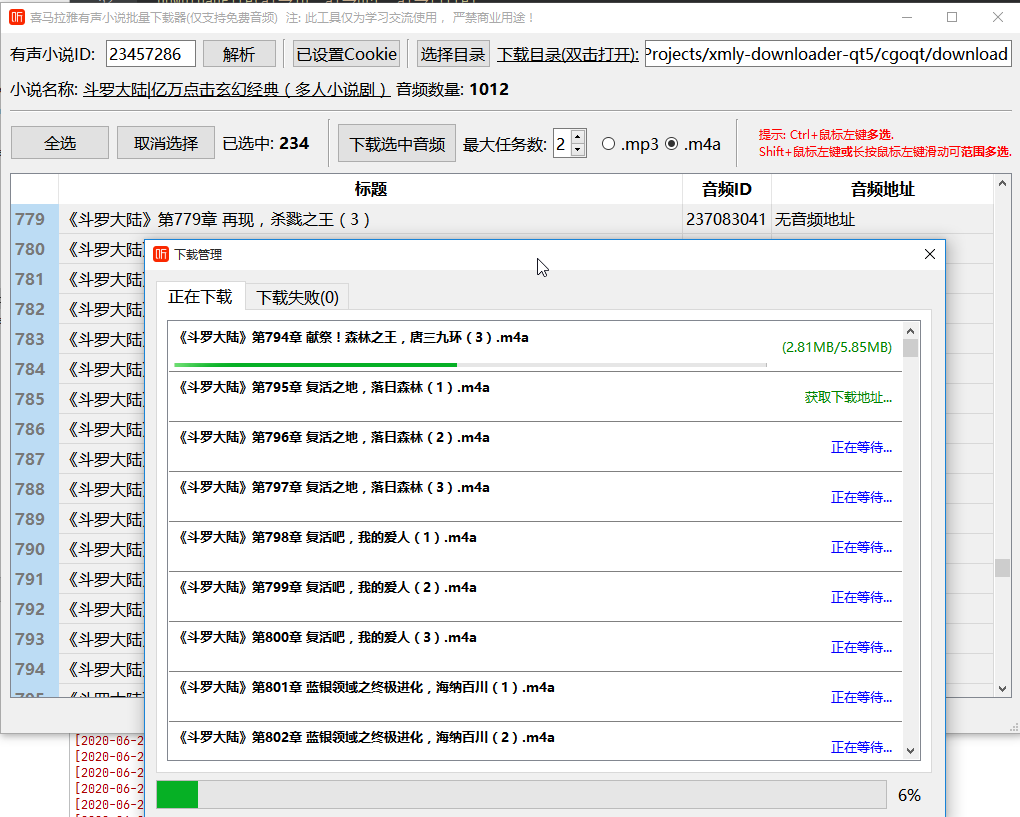 喜马拉雅有声小说批量下载器(仅支持免费音频) 注: 此工具仅为学习交流使用， 严禁商业用途！
有声小说ID: 23457286 解析 已设置Cookie 选择目录 下载目录(双击打开): Projects/xmly-downloader-qt5/cgoqt/download
小说名称: 斗罗大陆|亿万点击玄幻经典（多人小说剧） 音频数量: 1012
全选 取消选择 已选中: 234 下载选中音频 最大任务数: 2 .mp3 .m4a
提示: Ctrl+鼠标左键多选.
Shift+鼠标左键或长按鼠标左键滑动可范围多选.
标题 音频ID 音频地址
779 《斗罗大陆》第779章 再现，杀戮之王（3） 237083041 无音频地址
780 《斗罗大陆》
781 《斗罗大陆》
782 《斗罗大陆》
783 《斗罗大陆》
784 《斗罗大陆》
785 《斗罗大陆》
786 《斗罗大陆》
787 《斗罗大陆》
788 《斗罗大陆》
789 《斗罗大陆》
790 《斗罗大陆》
791 《斗罗大陆》
792 《斗罗大陆》
793 《斗罗大陆》
794 《斗罗大陆》
听 下载管理
正在下载 下载失败(0)
《斗罗大陆》第794章 献祭！森林之王，唐三九环（3）.m4a
(2.81MB/5.85MB)
《斗罗大陆》第795章 复活之地，落日森林（1）.m4a
获取下载地址...
《斗罗大陆》第796章 复活之地，落日森林（2）.m4a
正在等待...
《斗罗大陆》第797章 复活之地，落日森林（3）.m4a
正在等待...
《斗罗大陆》第798章 复活吧，我的爱人（1）.m4a
正在等待...
《斗罗大陆》第799章 复活吧，我的爱人（2）.m4a
正在等待...
《斗罗大陆》第800章 复活吧，我的爱人（3）.m4a
正在等待...
《斗罗大陆》第801章 蓝银领域之终极进化，海纳百川（1）.m4a
正在等待...
《斗罗大陆》第802章 蓝银领域之终极进化，海纳百川（2）.m4a
正在等待...
6%
[2020-06-2
[2020-06-2
[2020-06-2
[2020-06-2
[2020-06-2